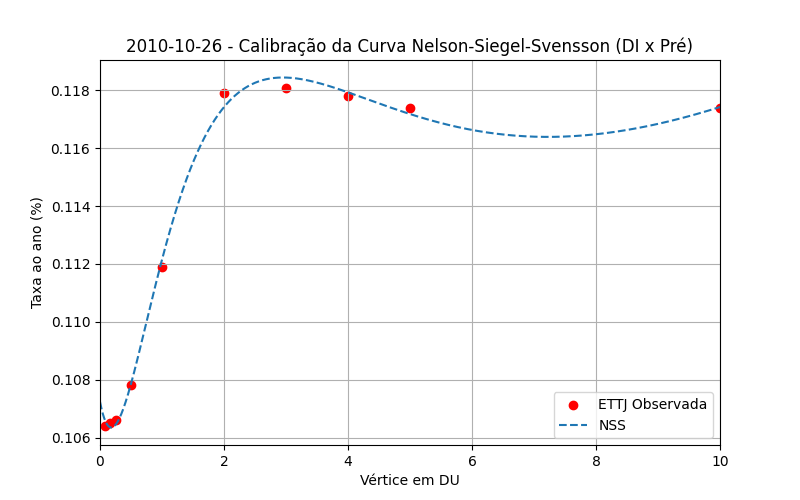 2010-10-26 - Calibração da Curva Nelson-Siegel-Svensson (DI x Pré)
Taxa ao ano (%)
0.118
0.116
0.114
0.112
0.110
0.108
0.106
ETTJ Observada
NSS
0 2 4 6 8 10
Vértice em DU